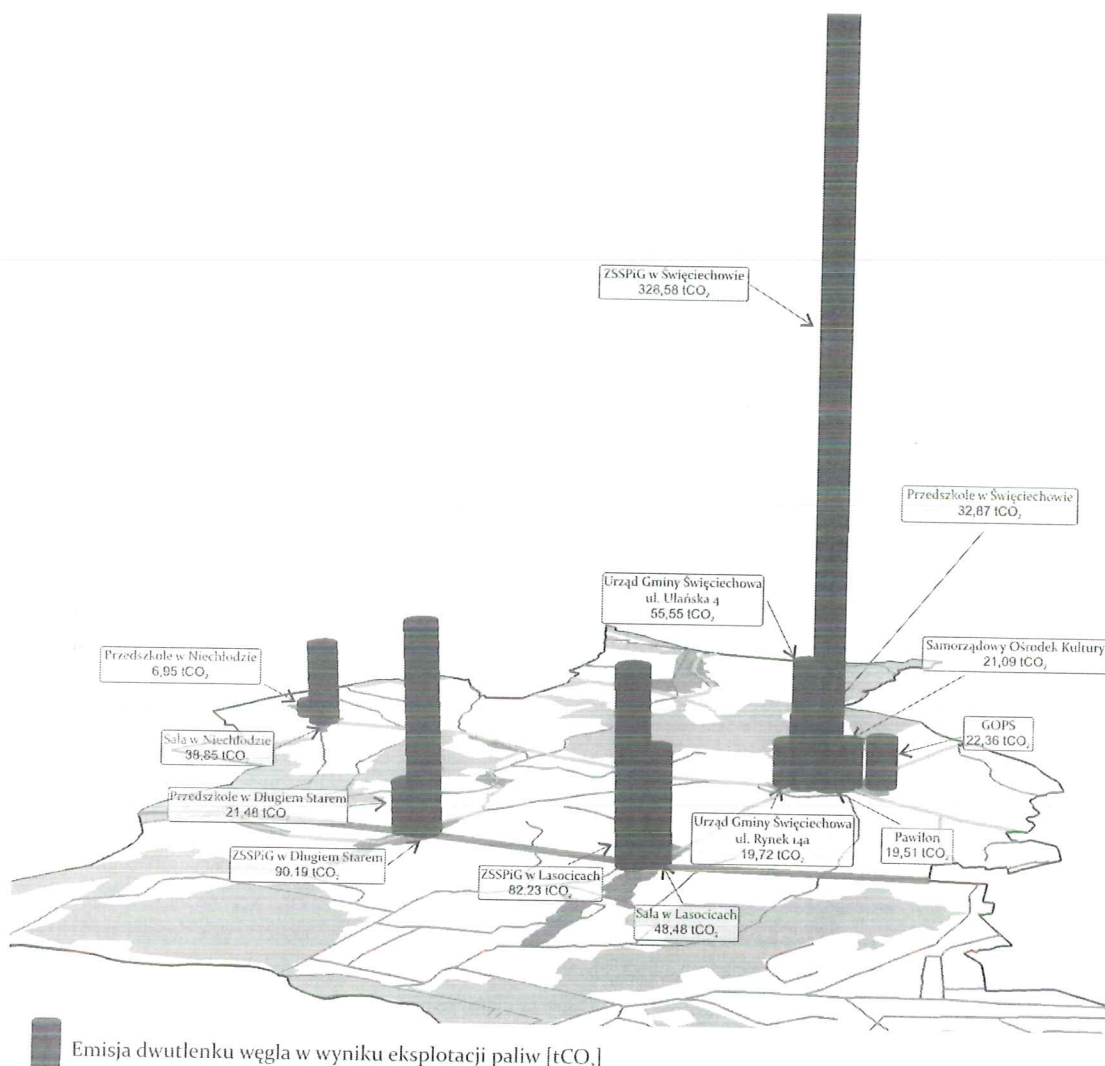 ZSSPiG w Święciechowie
328,58 tCO₂
Przedszkole w Święciechowie
32,87 tCO₂
Urząd Gminy Święciechowa
ul. Ułańska 4
55,55 tCO₂
Samorządowy Ośrodek Kultury
21,09 tCO₂
Przedszkole w Niechłodzie
6,95 tCO₂
GOPS
22,36 tCO₂
Sala w Niechłodzie
38,85 tCO₂
Przedszkole w Długiem Starem
21,48 tCO₂
Urząd Gminy Święciechowa
ul. Rynek 14a
19,72 tCO₂
Pawilon
19,51 tCO₂
ZSSPiG w Długiem Starem
90,19 tCO₂
ZSSPiG w Lasocicach
82,23 tCO₂
Sala w Lasocicach
48,48 tCO₂
Emisja dwutlenku węgla w wyniku eksplotacji paliw [tCO₂]